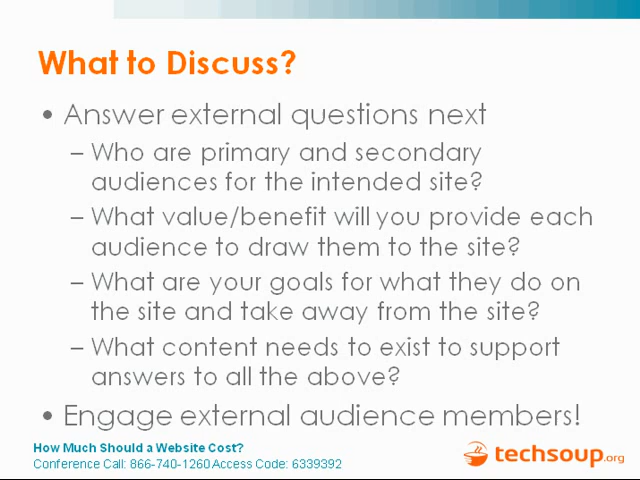 What to Discuss?
• Answer external questions next
– Who are primary and secondary
audiences for the intended site?
– What value/benefit will you provide each
audience to draw them to the site?
– What are your goals for what they do on
the site and take away from the site?
– What content needs to exist to support
answers to all the above?
• Engage external audience members!
How Much Should a Website Cost?
Conference Call: 866-740-1260 Access Code: 6339392
techsoup.org